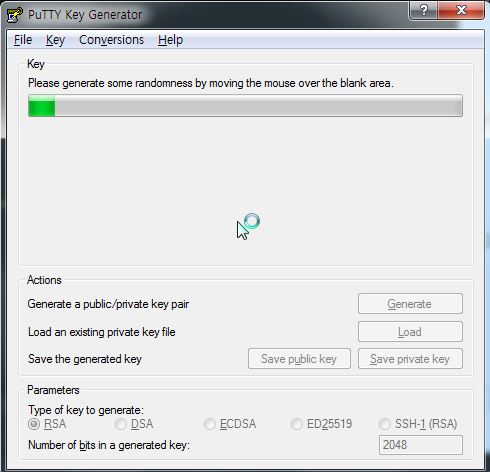 PuTTY Key Generator
File Key Conversions Help
Key
Please generate some randomness by moving the mouse over the blank area.
Actions
Generate a public/private key pair
Generate
Load an existing private key file
Load
Save the generated key
Save public key
Save private key
Parameters
Type of key to generate:
RSA DSA ECDSA ED25519 SSH-1 (RSA)
Number of bits in a generated key:
2048